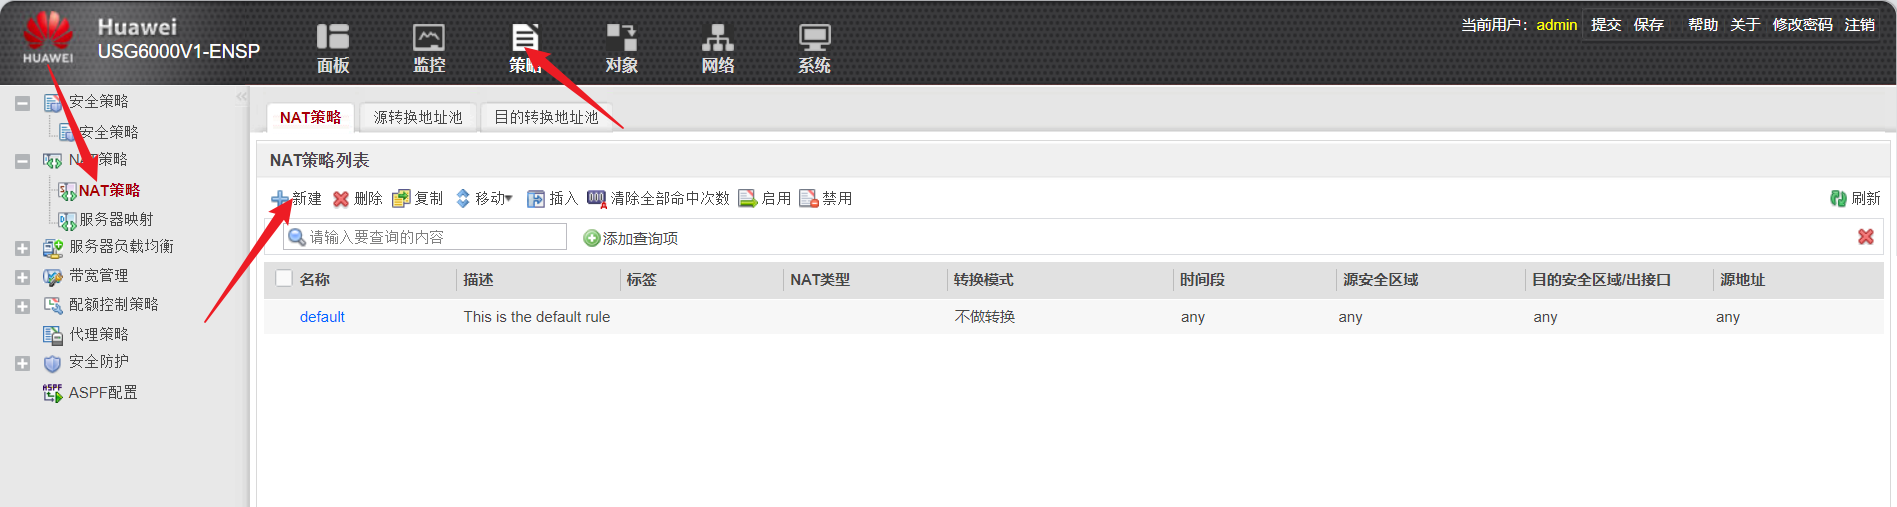 Huawei
USG6000V1-ENSP
HUAWEI
面板
监控
策略
对象
网络
系统
当前用户： admin 提交 保存 帮助 关于 修改密码 注销
安全策略
安全策略
NAT策略
NAT策略
服务器映射
服务器负载均衡
带宽管理
配额控制策略
代理策略
安全防护
ASPF配置
NAT策略 源转换地址池 目的转换地址池
NAT策略列表
新建 删除 复制 移动 插入 清除全部命中次数 启用 禁用 刷新
请输入要查询的内容 添加查询项
名称 描述 标签 NAT类型 转换模式 时间段 源安全区域 目的安全区域/出接口 源地址
default This is the default rule 不做转换 any any any any